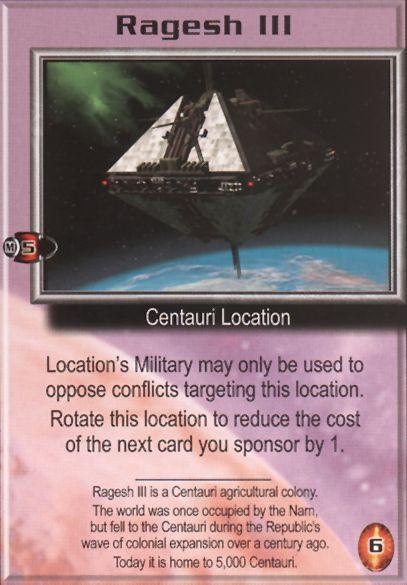 Ragesh III
M 5
Centauri Location
Location's Military may only be used to
oppose conflicts targeting this location.
Rotate this location to reduce the cost
of the next card you sponsor by 1.
Ragesh III is a Centauri agricultural colony.
The world was once occupied by the Narn,
but fell to the Centauri during the Republic's
wave of colonial expansion over a century ago.
Today it is home to 5,000 Centauri.
6